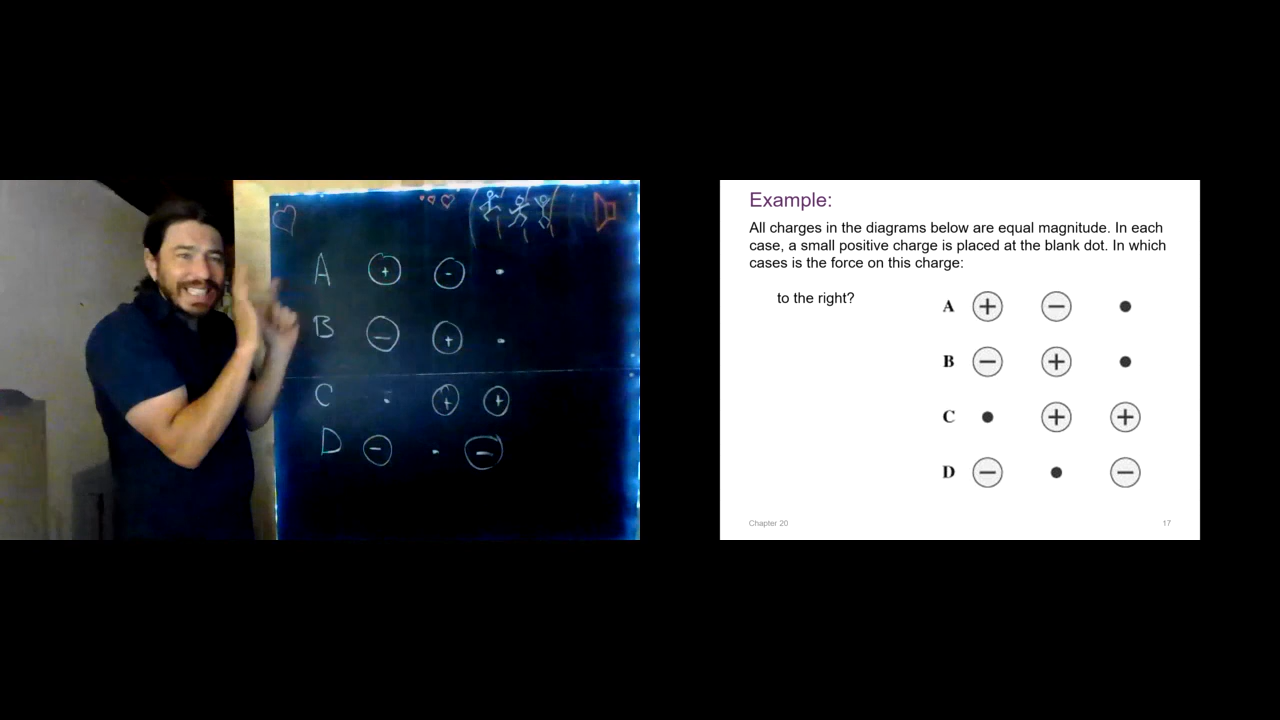 A + - .
B - + .
C . + +
D - . -
Example:
All charges in the diagrams below are equal magnitude. In each
case, a small positive charge is placed at the blank dot. In which
cases is the force on this charge:
to the right?
A + −
B − +
C + +
D − −
Chapter 20 17